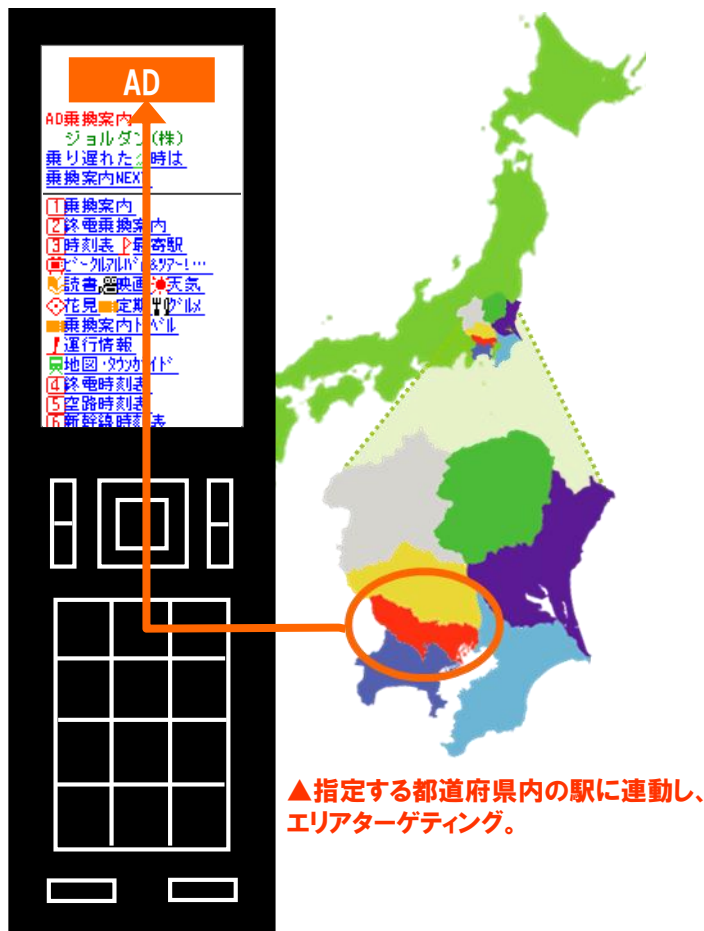 AD
AD乗換案内
ジョルダン(株)
乗り遅れた 時は
乗換案内NEXT
1乗換案内
2終電乗換案内
3時刻表 最寄駅
読書 映画 天気
花見 定期 グルメ
乗換案内トラベル
運行情報
地図・タウンガイド
4終電時刻表
5空路時刻表
6新幹線時刻表
▲指定する都道府県内の駅に連動し、
エリアターゲティング。